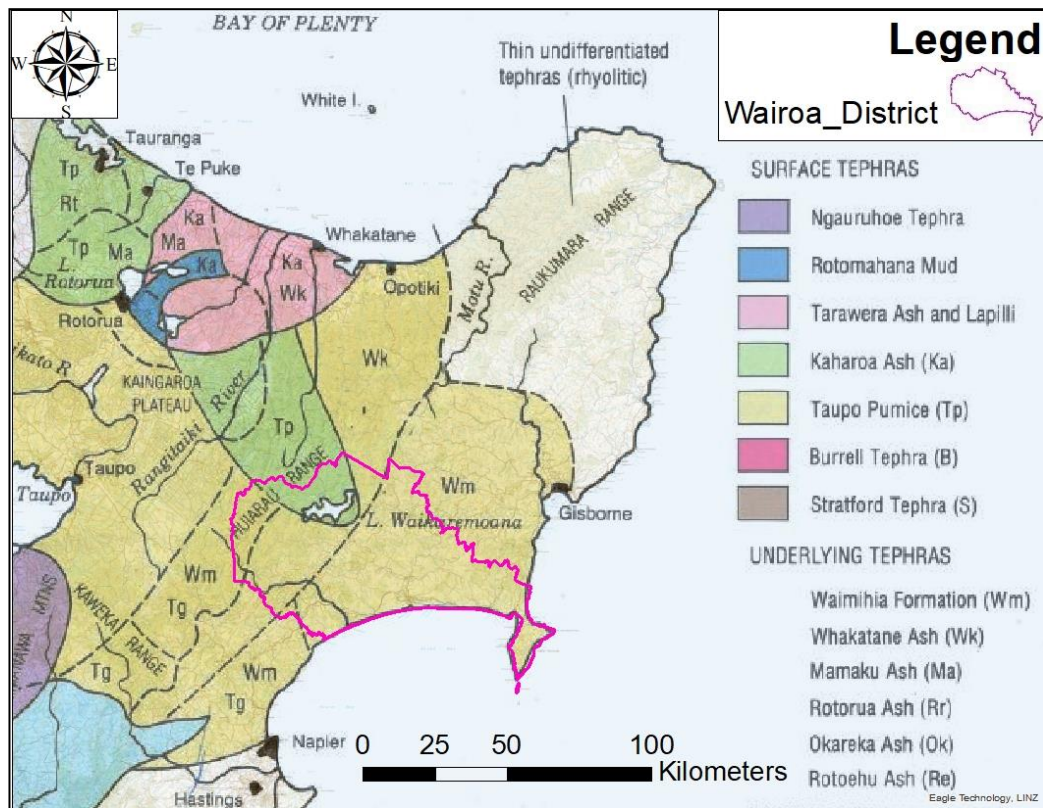 N
W E
S
BAY OF PLENTY
Thin undifferentiated
tephras (rhyolitic)
White I.
Legend
Wairoa_District
Tauranga
Te Puke
Tp
Rt
Tp
Ma
Ka
Ma
Ka
Ka
Wk
L.
Rotorua
Rotorua
Whakatane
Opotiki
Motu R.
RAUKUMARA RANGE
Wk
KAINGAROA
PLATEAU
River
Rangitaiki
Tp
Taupo
Taupo
HUIARAU RANGE
Wm
L. Waikaremoana
Gisborne
Wm
Tg
KAWEKA
RANGE
MTNS
Tg
Wm
Tg
Napier
Hastings
SURFACE TEPHRAS
Ngauruhoe Tephra
Rotomahana Mud
Tarawera Ash and Lapilli
Kaharoa Ash (Ka)
Taupo Pumice (Tp)
Burrell Tephra (B)
Stratford Tephra (S)
UNDERLYING TEPHRAS
Waimihia Formation (Wm)
Whakatane Ash (Wk)
Mamaku Ash (Ma)
Rotorua Ash (Rr)
Okareka Ash (Ok)
Rotoehu Ash (Re)
0 25 50 100
Kilometers
Eagle Technology, LINZ